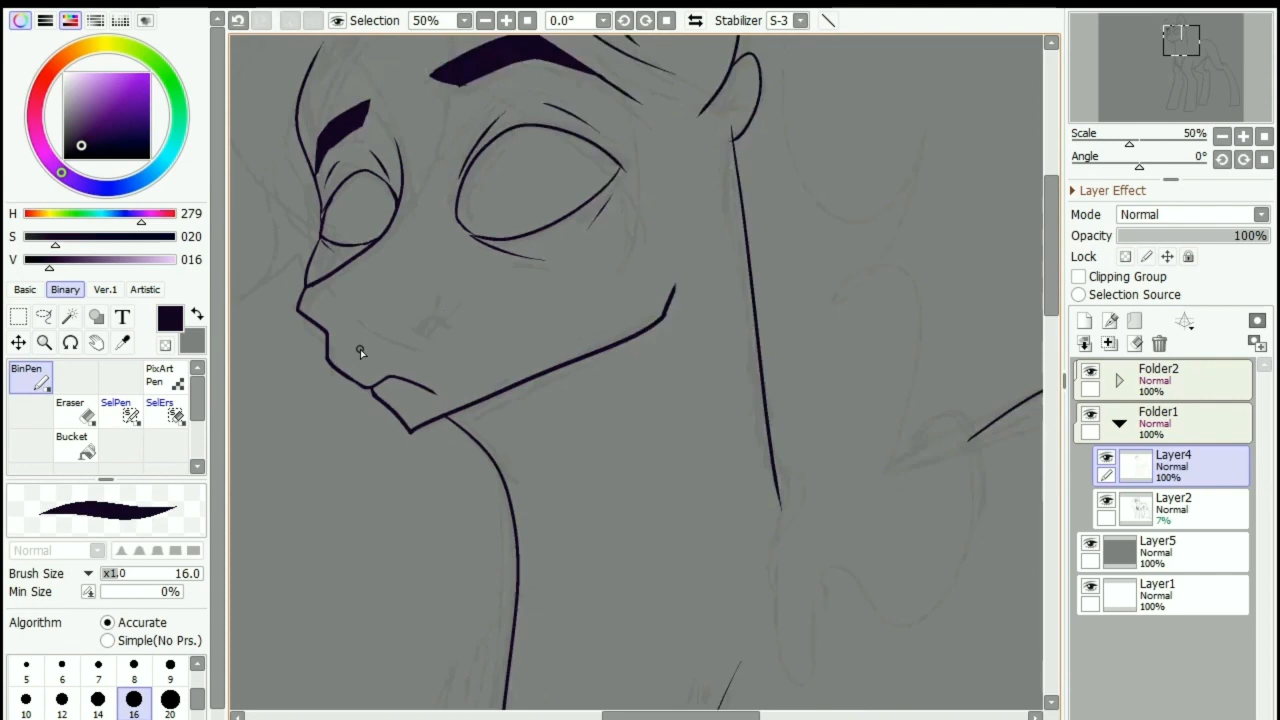 Selection 50% 0.0° Stabilizer S-3
H 279
S 020
V 016
Basic Binary Ver.1 Artistic
T
BinPen PixArt
Pen
Eraser SelPen SelErs
Bucket
Normal
Brush Size x1.0 16.0
Min Size 0%
Algorithm Accurate
Simple(No Prs.)
5 6 7 8 9
10 12 14 16 20
Scale 50%
Angle 0°
Layer Effect
Mode Normal
Opacity 100%
Lock
Clipping Group
Selection Source
Folder2
Normal
100%
Folder1
Normal
100%
Layer4
Normal
100%
Layer2
Normal
7%
Layer5
Normal
100%
Layer1
Normal
100%